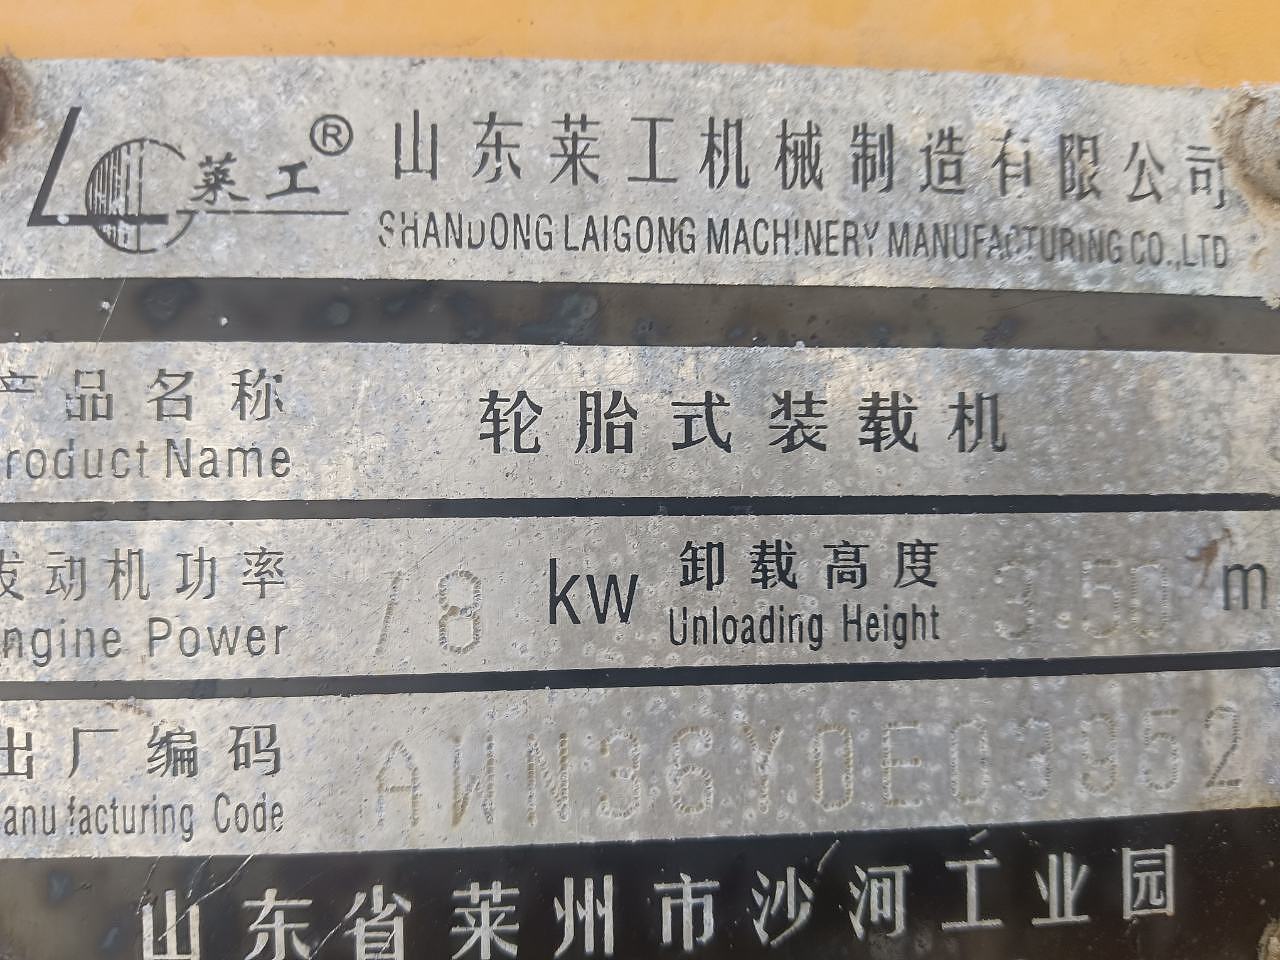 LG 莱工® 山东莱工机械制造有限公司
SHANDONG LAIGONG MACHINERY MANUFACTURING CO.,LTD
产品名称 轮胎式装载机
roduct Name
发动机功率 78 kw 卸载高度 350 m
ngine Power Unloading Height
出厂编码 AWN36Y0E03352
anufacturing Code
山东省莱州市沙河工业园